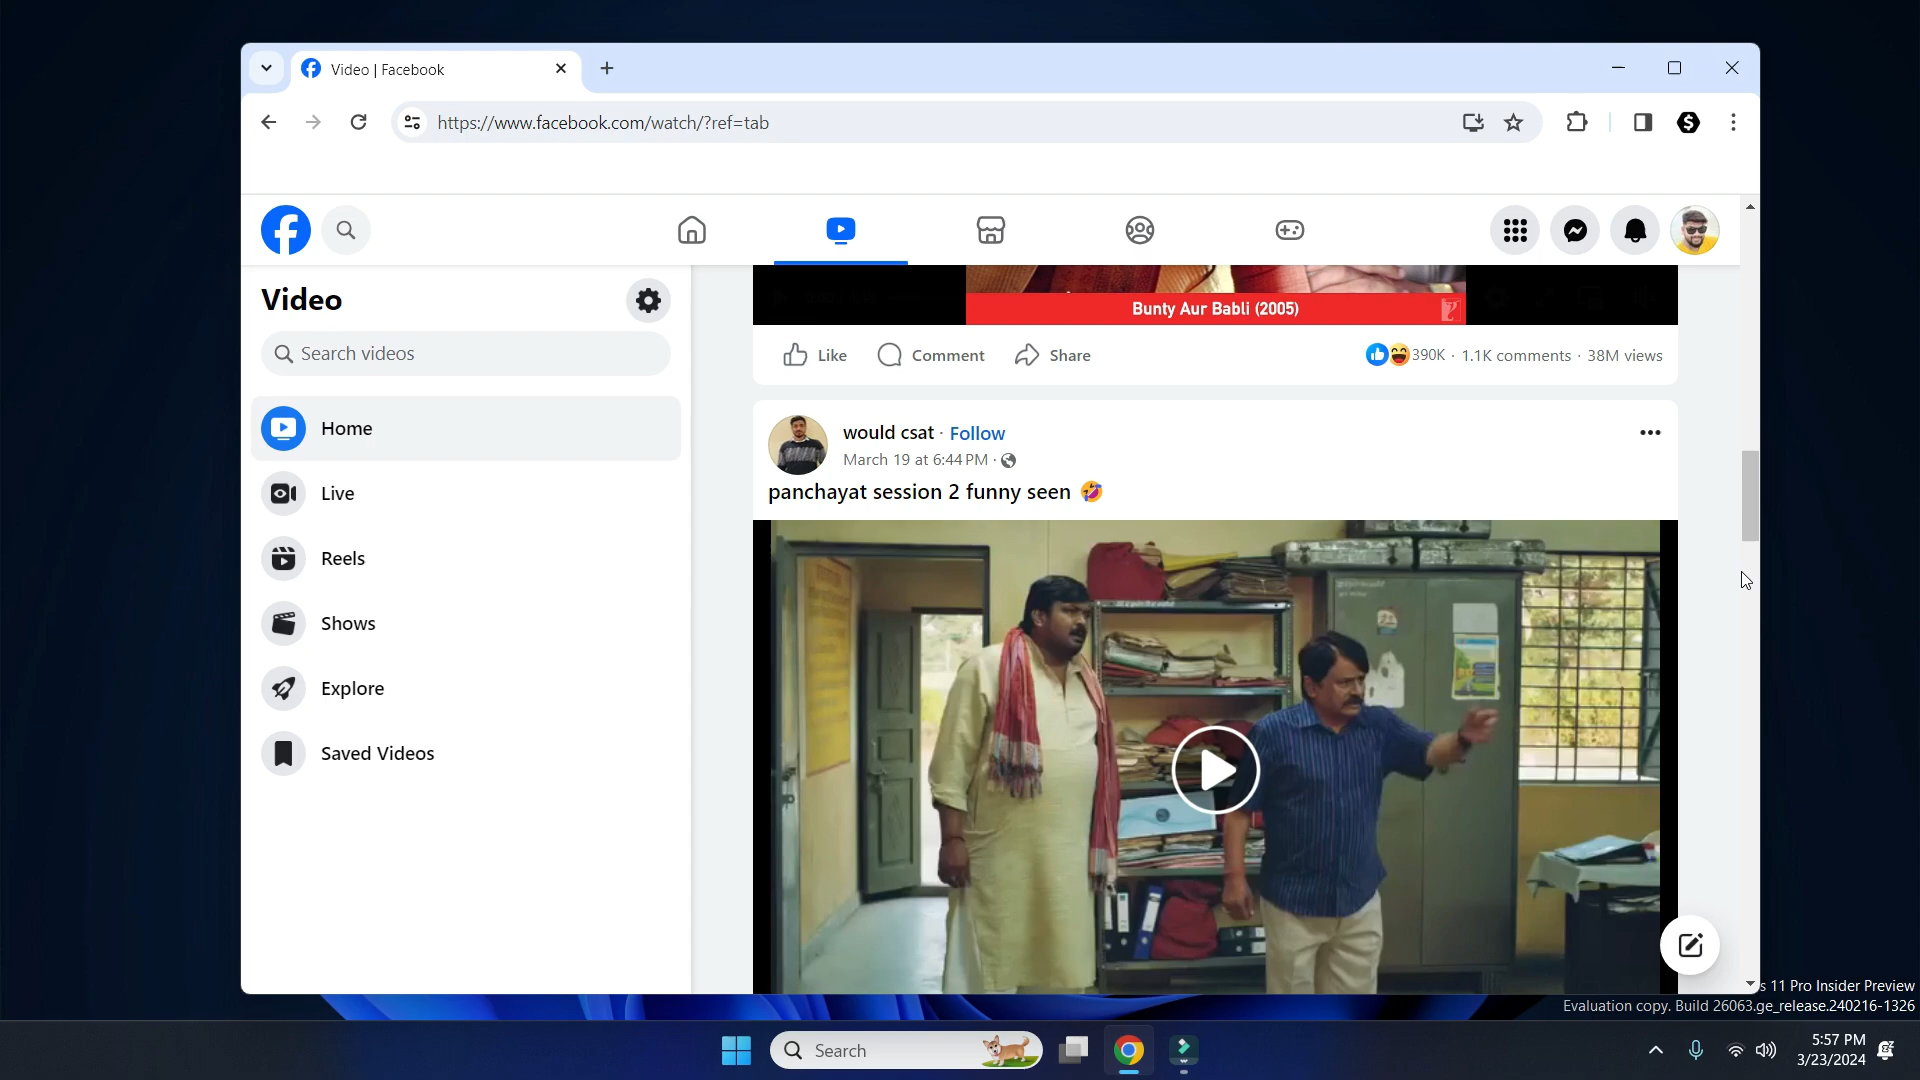 Video | Facebook
https://www.facebook.com/watch/?ref=tab
Video
Search videos
Home
Live
Reels
Shows
Explore
Saved Videos
Bunty Aur Babli (2005)
Like
Comment
Share
390K · 1.1K comments · 38M views
would csat · Follow
March 19 at 6:44 PM ·
panchayat session 2 funny seen 🤣
s 11 Pro Insider Preview
Evaluation copy. Build 26063.ge_release.240216-1326
Search
5:57 PM
3/23/2024